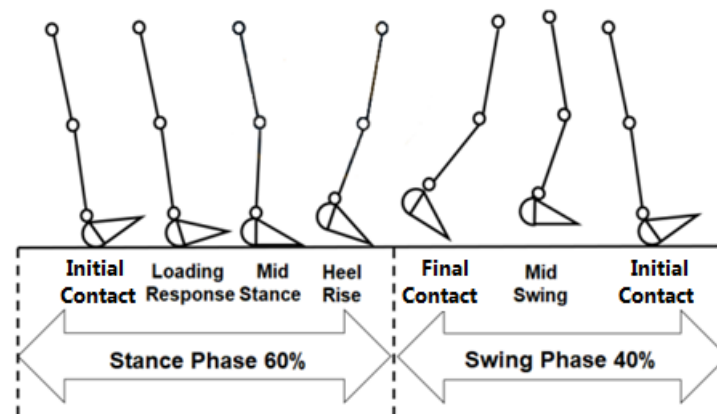 Initial Contact
Loading Response
Mid Stance
Heel Rise
Final Contact
Mid Swing
Initial Contact
Stance Phase 60%
Swing Phase 40%